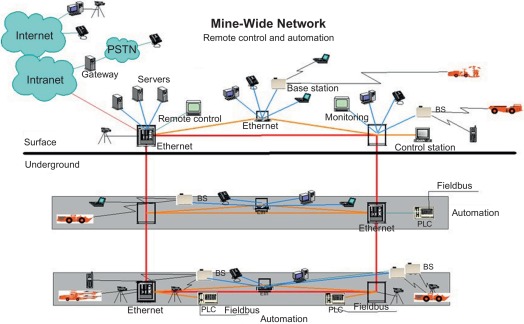 Mine-Wide Network
Remote control and automation
Internet
PSTN
Gateway
Intranet
Servers
Base station
Remote control
Monitoring
BS
Ethernet
Ethernet
Control station
Surface
Underground
Fieldbus
BS
Automation
Ethernet
PLC
BS
BS
Ethernet
PLC
Fieldbus
PLC
Fieldbus
Automation